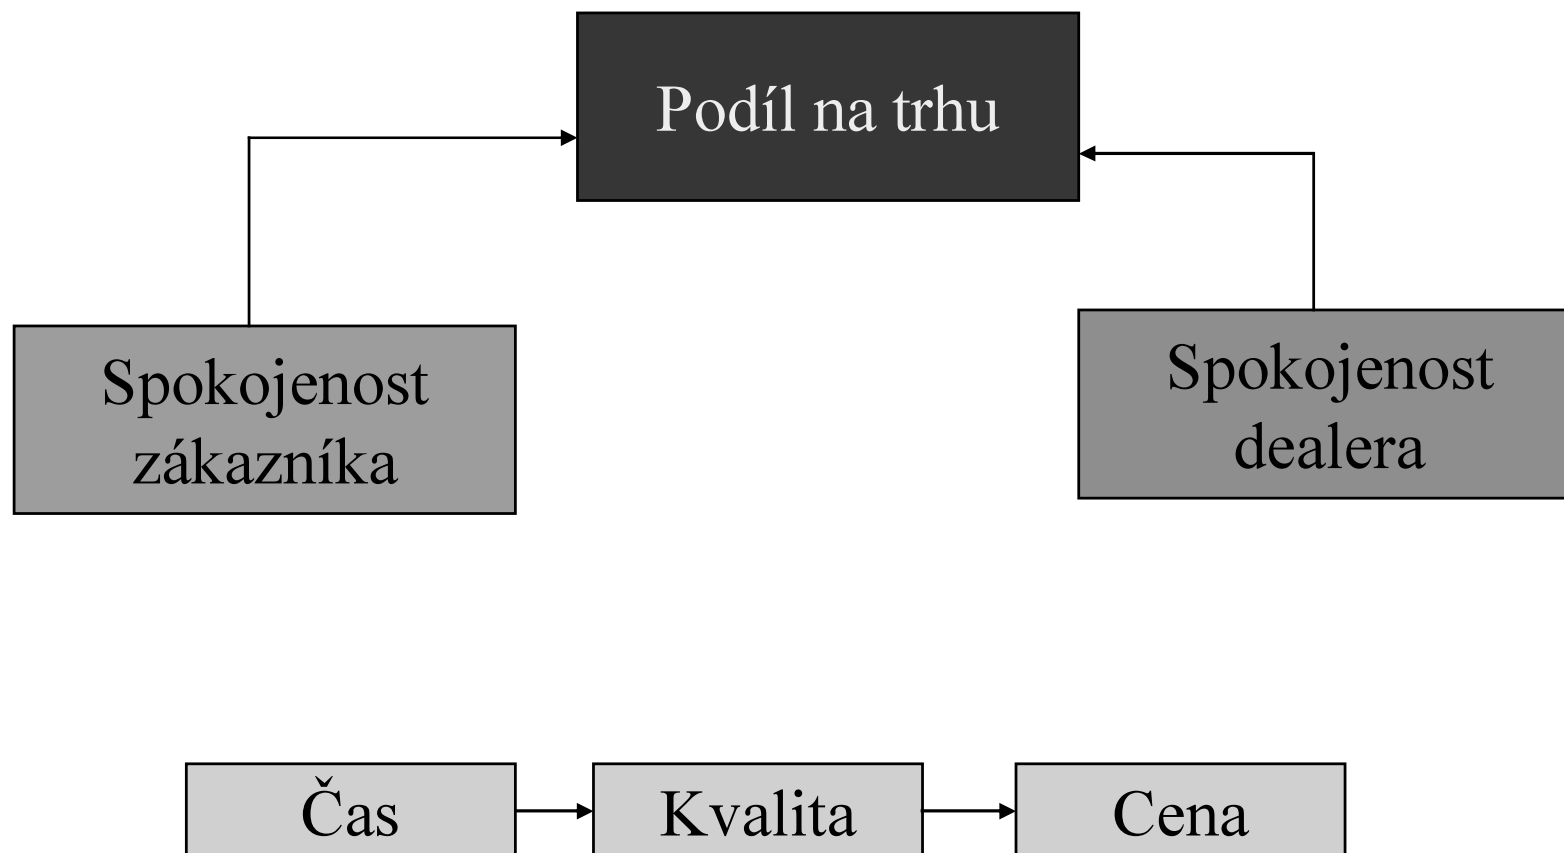 Podíl na trhu
Spokojenost
zákazníka
Spokojenost
dealera
Čas
Kvalita
Cena